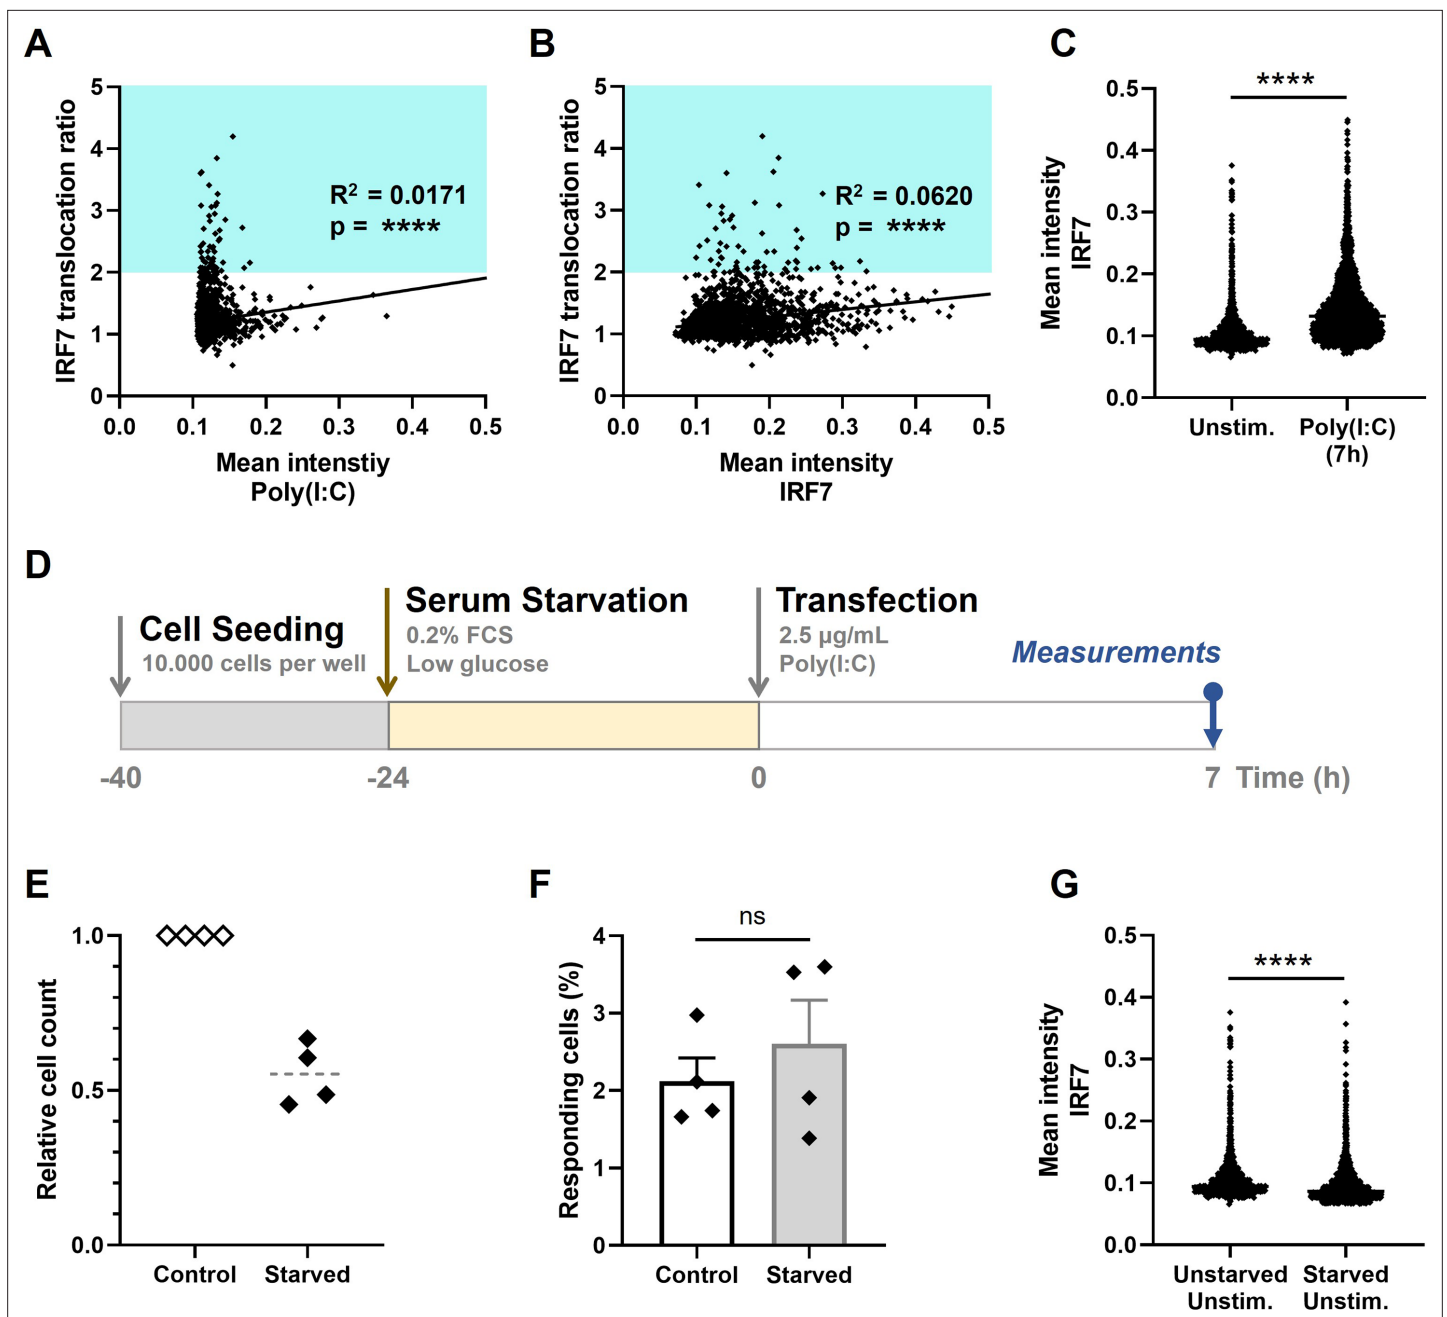 A
IRF7 translocation ratio
5
4
3
2
1
0
R² = 0.0171
p = ****
0.0 0.1 0.2 0.3 0.4 0.5
Mean intenstiy
Poly(I:C)
B
IRF7 translocation ratio
5
4
3
2
1
0
R² = 0.0620
p = ****
0.0 0.1 0.2 0.3 0.4 0.5
Mean intensity
IRF7
C
Mean intensity
IRF7
0.5
0.4
0.3
0.2
0.1
0.0
****
Unstim. Poly(I:C)
(7h)
D
Cell Seeding
10.000 cells per well
Serum Starvation
0.2% FCS
Low glucose
Transfection
2.5 µg/mL
Poly(I:C)
Measurements
-40 -24 0 7 Time (h)
E
Relative cell count
1.0
0.5
0.0
Control Starved
F
Responding cells (%)
4
3
2
1
0
ns
Control Starved
G
Mean intensity
IRF7
0.5
0.4
0.3
0.2
0.1
0.0
****
Unstarved Starved
Unstim. Unstim.